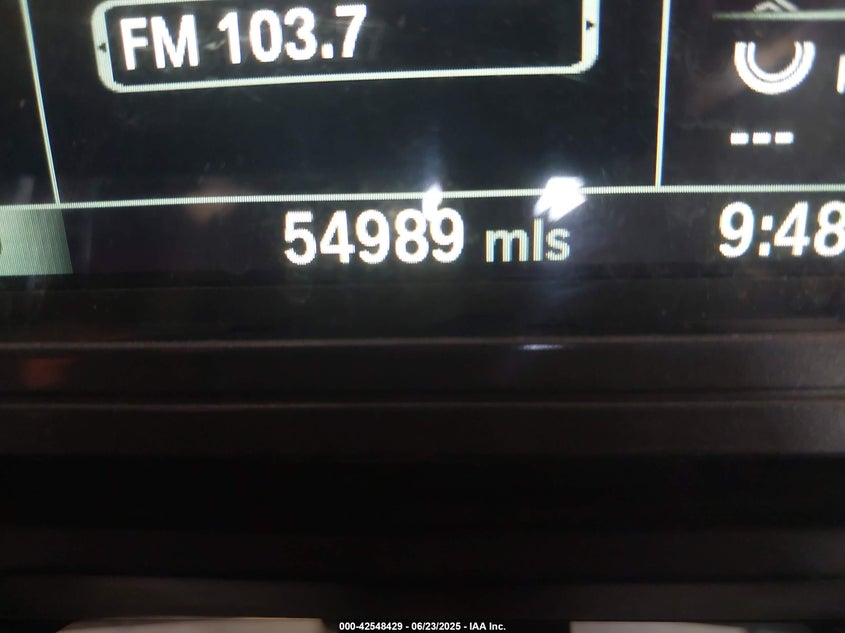 FM 103.7
---
54989 mls 9:48
000-42548429 - 06/23/2025 - IAA Inc.